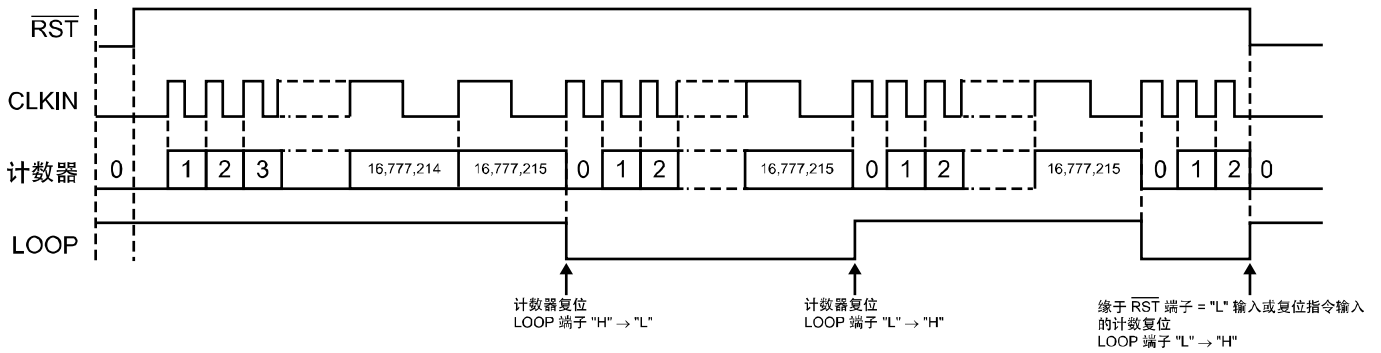 RST
CLKIN
计数器
0 1 2 3 16,777,214 16,777,215 0 1 2 16,777,215 0 1 2 16,777,215 0 1 2 0
LOOP
计数器复位
LOOP 端子 "H" → "L"
计数器复位
LOOP 端子 "L" → "H"
缘于 RST 端子 = "L" 输入或复位指令输入
的计数复位
LOOP 端子 "L" → "H"